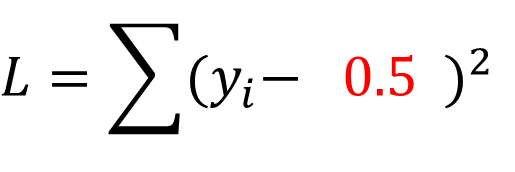 L = ∑(yᵢ − 0.5 )²